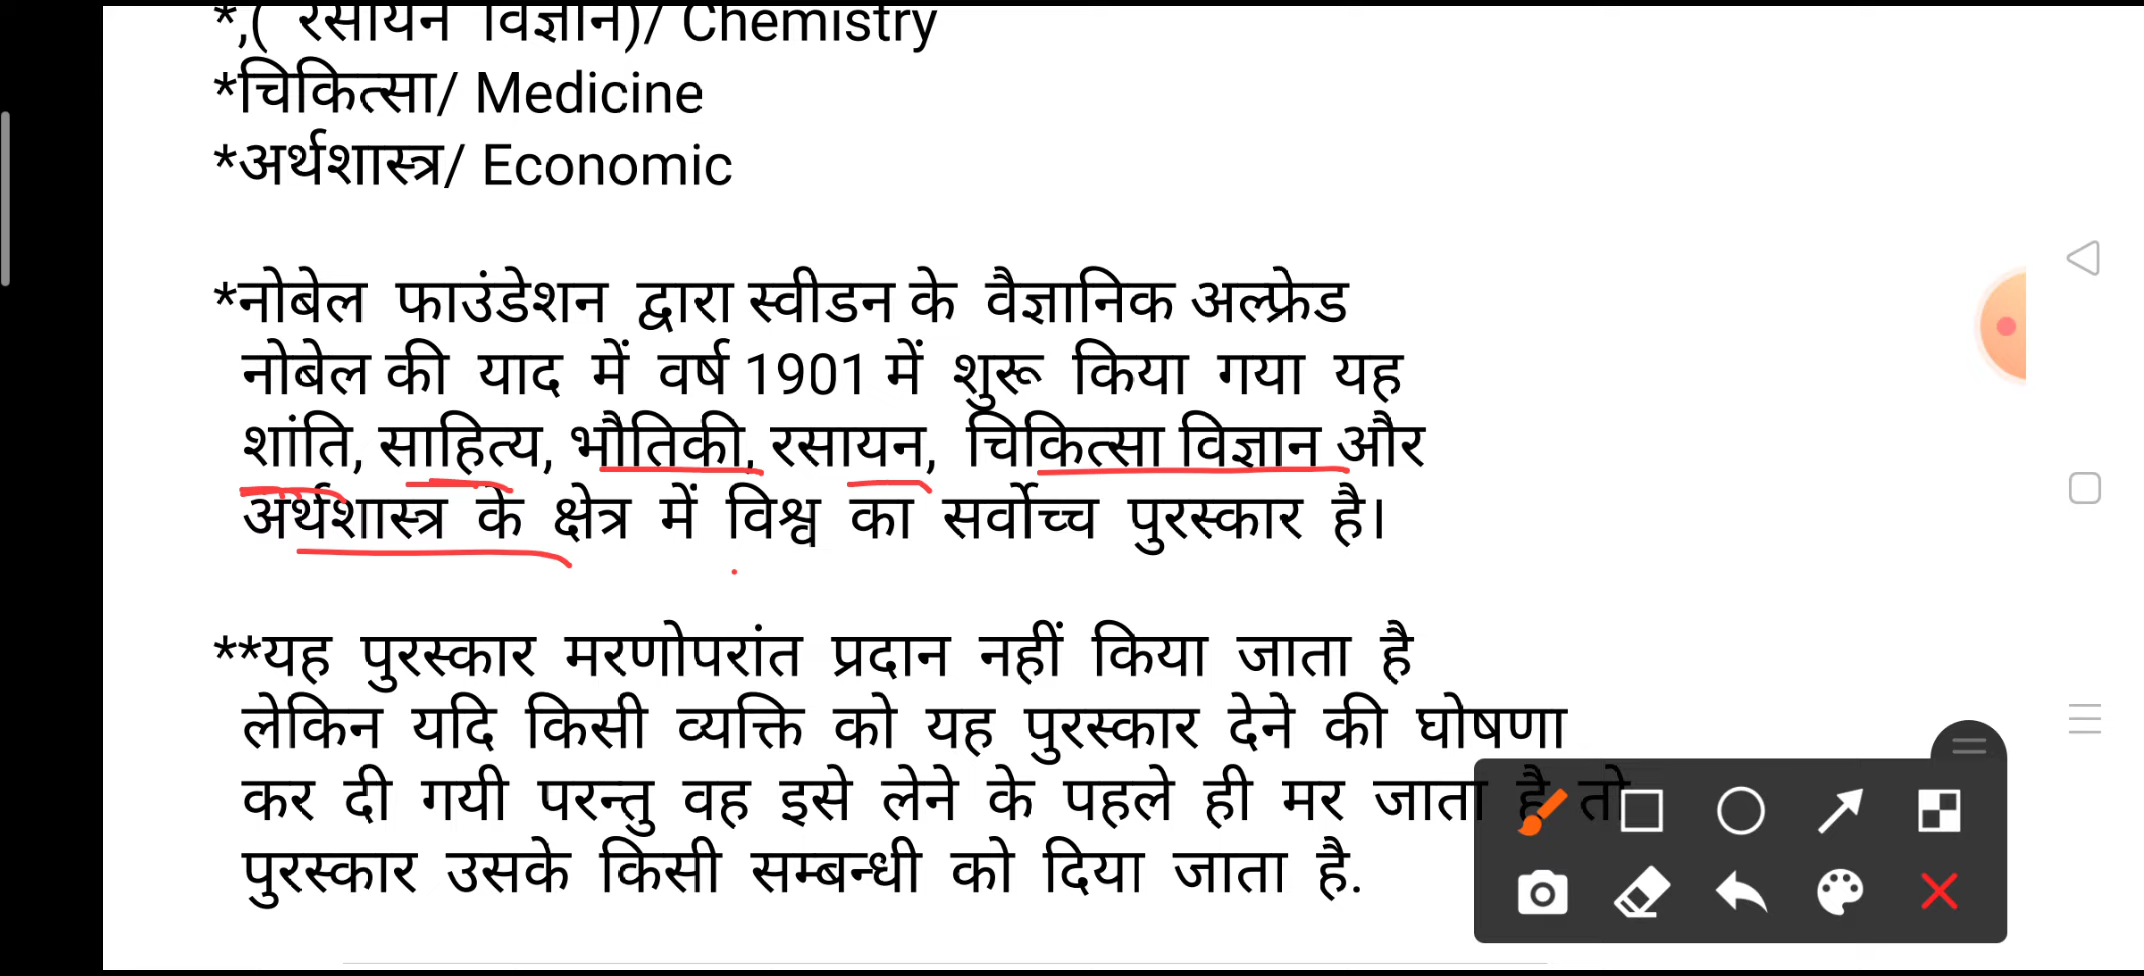 *,( रसायन विज्ञान)/ Chemistry
*चिकित्सा/ Medicine
*अर्थशास्त्र/ Economic
*नोबेल फाउंडेशन द्वारा स्वीडन के वैज्ञानिक अल्फ्रेड
नोबेल की याद में वर्ष 1901 में शुरू किया गया यह
शांति, साहित्य, भौतिकी, रसायन, चिकित्सा विज्ञान और
अर्थशास्त्र के क्षेत्र में विश्व का सर्वोच्च पुरस्कार है।
**यह पुरस्कार मरणोपरांत प्रदान नहीं किया जाता है
लेकिन यदि किसी व्यक्ति को यह पुरस्कार देने की घोषणा
कर दी गयी परन्तु वह इसे लेने के पहले ही मर जाता है तो
पुरस्कार उसके किसी सम्बन्धी को दिया जाता है.